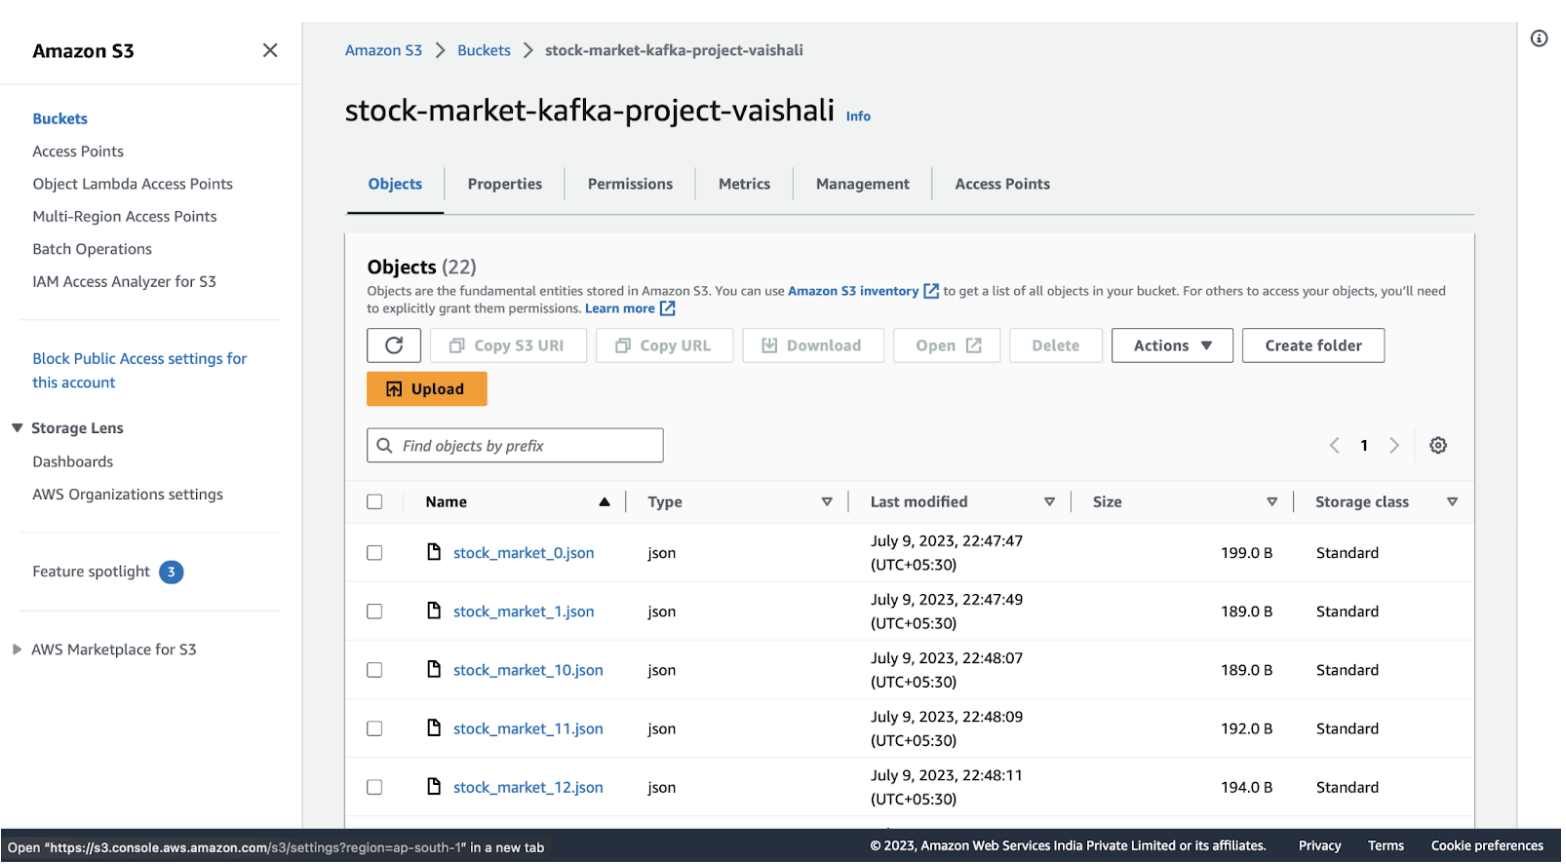 Amazon S3
Buckets
Access Points
Object Lambda Access Points
Multi-Region Access Points
Batch Operations
IAM Access Analyzer for S3
Block Public Access settings for
this account
Storage Lens
Dashboards
AWS Organizations settings
Feature spotlight 3
AWS Marketplace for S3
Amazon S3 > Buckets > stock-market-kafka-project-vaishali
stock-market-kafka-project-vaishali Info
Objects Properties Permissions Metrics Management Access Points
Objects (22)
Objects are the fundamental entities stored in Amazon S3. You can use Amazon S3 inventory to get a list of all objects in your bucket. For others to access your objects, you'll need
to explicitly grant them permissions. Learn more
Copy S3 URI Copy URL Download Open Delete Actions Create folder
Upload
Find objects by prefix
1
Name Type Last modified Size Storage class
stock_market_0.json json July 9, 2023, 22:47:47 199.0 B Standard
(UTC+05:30)
stock_market_1.json json July 9, 2023, 22:47:49 189.0 B Standard
(UTC+05:30)
stock_market_10.json json July 9, 2023, 22:48:07 189.0 B Standard
(UTC+05:30)
stock_market_11.json json July 9, 2023, 22:48:09 192.0 B Standard
(UTC+05:30)
stock_market_12.json json July 9, 2023, 22:48:11 194.0 B Standard
(UTC+05:30)
Open "https://s3.console.aws.amazon.com/s3/settings?region=ap-south-1" in a new tab
© 2023, Amazon Web Services India Private Limited or its affiliates. Privacy Terms Cookie preferences